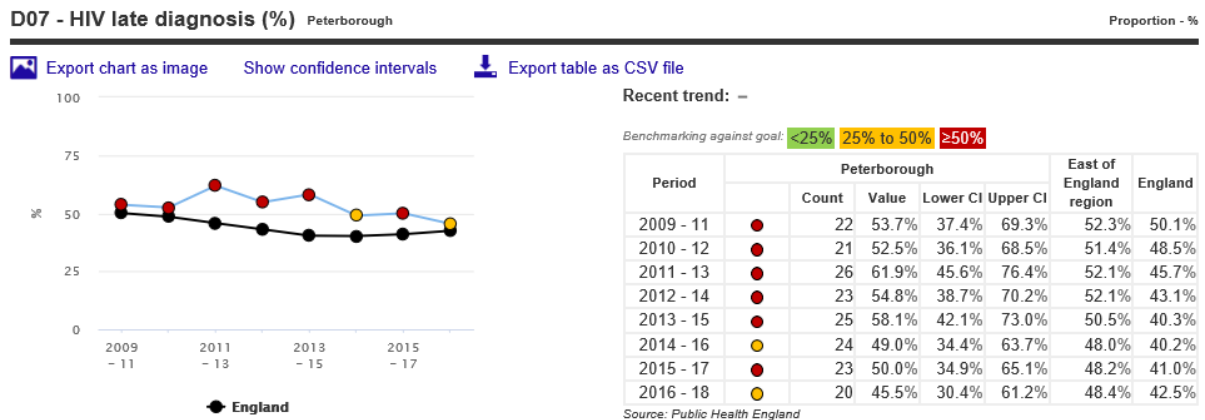 D07 - HIV late diagnosis (%) Peterborough Proportion - %
Export chart as image Show confidence intervals Export table as CSV file
100
75
50
25
0
%
2009 - 11
2011 - 13
2013 - 15
2015 - 17
England
Recent trend: –
Benchmarking against goal: <25% 25% to 50% ≥50%
Period Peterborough East of England region England
Count Value Lower CI Upper CI
2009 - 11 22 53.7% 37.4% 69.3% 52.3% 50.1%
2010 - 12 21 52.5% 36.1% 68.5% 51.4% 48.5%
2011 - 13 26 61.9% 45.6% 76.4% 52.1% 45.7%
2012 - 14 23 54.8% 38.7% 70.2% 52.1% 43.1%
2013 - 15 25 58.1% 42.1% 73.0% 50.5% 40.3%
2014 - 16 24 49.0% 34.4% 63.7% 48.0% 40.2%
2015 - 17 23 50.0% 34.9% 65.1% 48.2% 41.0%
2016 - 18 20 45.5% 30.4% 61.2% 48.4% 42.5%
Source: Public Health England